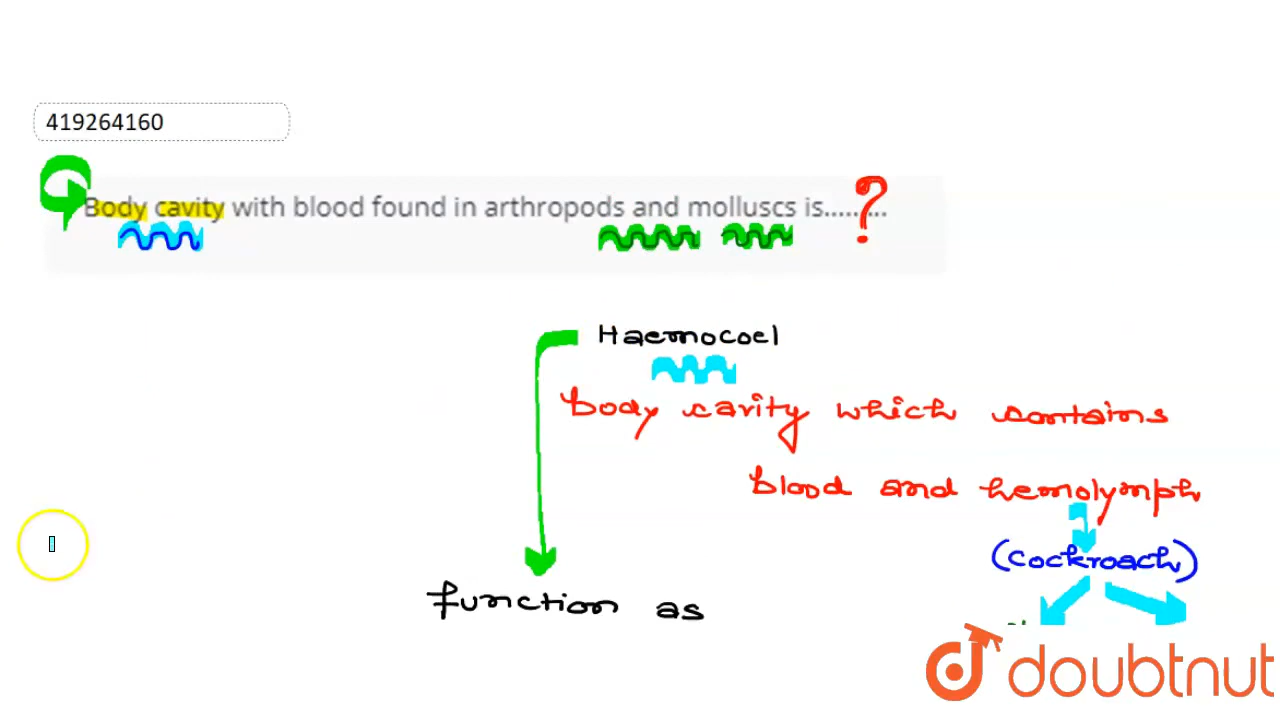 419264160
Body cavity with blood found in arthropods and molluscs is......... ?
Haemocoel
body cavity which contains
blood and hemolymph
(cockroach)
function as
doubtnut